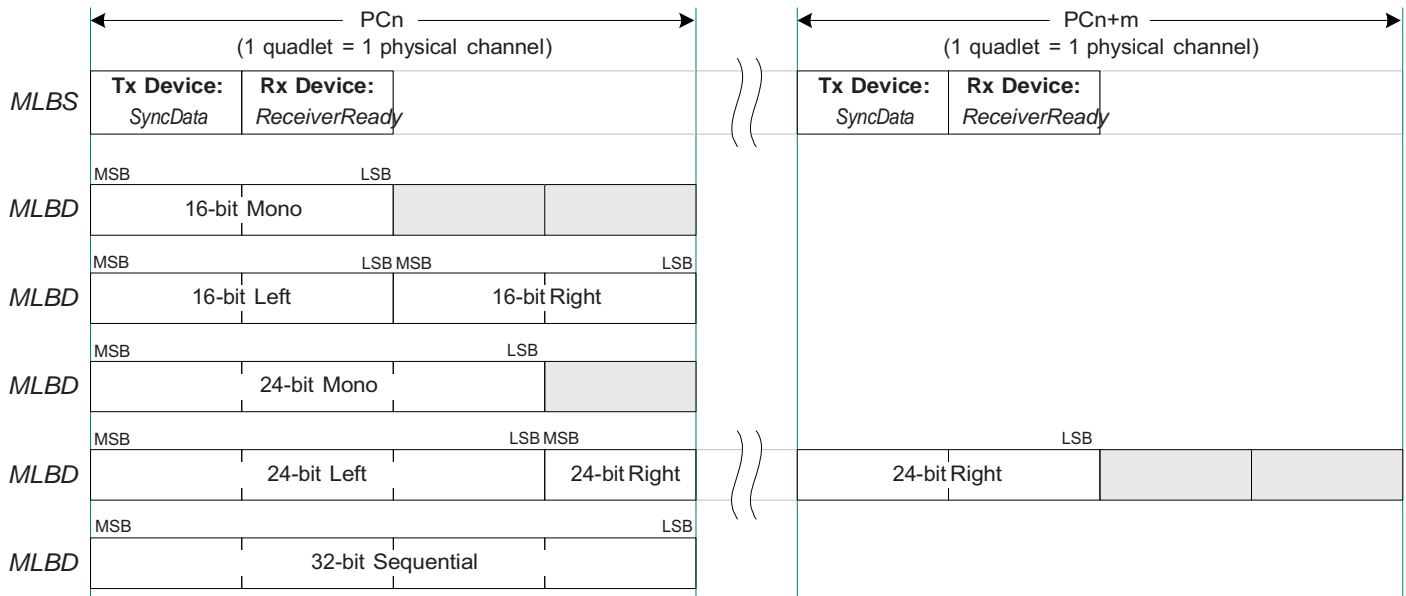 PCn PCn+m
(1 quadlet = 1 physical channel) (1 quadlet = 1 physical channel)
MLBS Tx Device: Rx Device: Tx Device: Rx Device:
SyncData ReceiverReady SyncData ReceiverReady
MSB LSB
MLBD 16-bit Mono
MSB LSB MSB LSB
MLBD 16-bit Left 16-bit Right
MSB LSB
MLBD 24-bit Mono
MSB LSB MSB LSB
MLBD 24-bit Left 24-bit Right 24-bit Right
MSB LSB
MLBD 32-bit Sequential